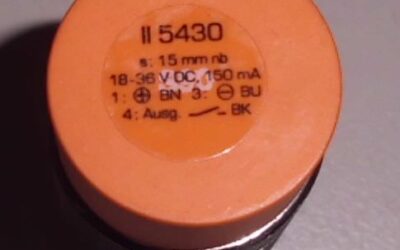 II 5430
s: 15 mm nb
18-36 V DC, 150 mA
1: ⊕ BN 3: ⊖ BU
4: Ausg. BK